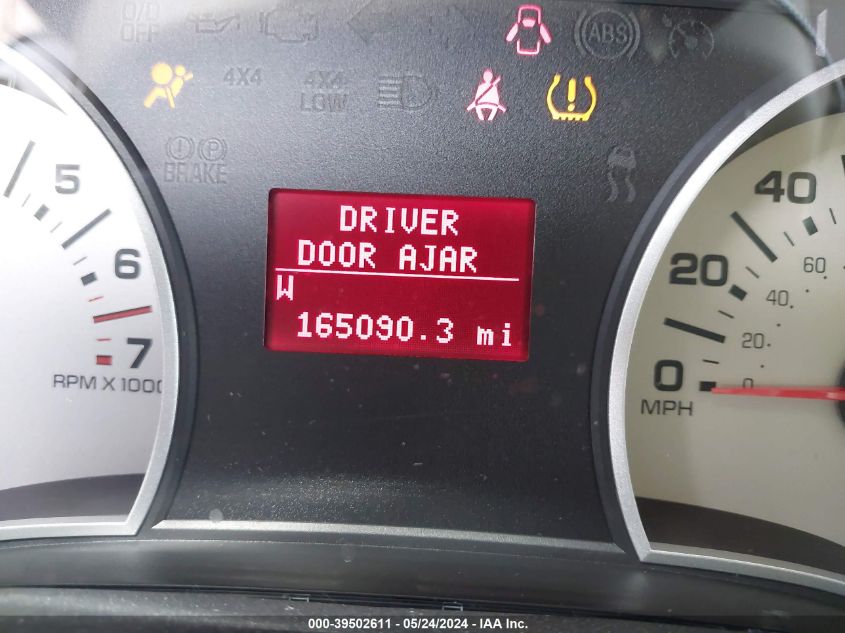 O/D
OFF
ABS
4X4
4X4
LOW
BRAKE
DRIVER
DOOR AJAR
W
165090.3 mi
5
6
7
RPM X 1000
40
20
0
MPH
60
40
20
0
000-39502611 - 05/24/2024 - IAA Inc.